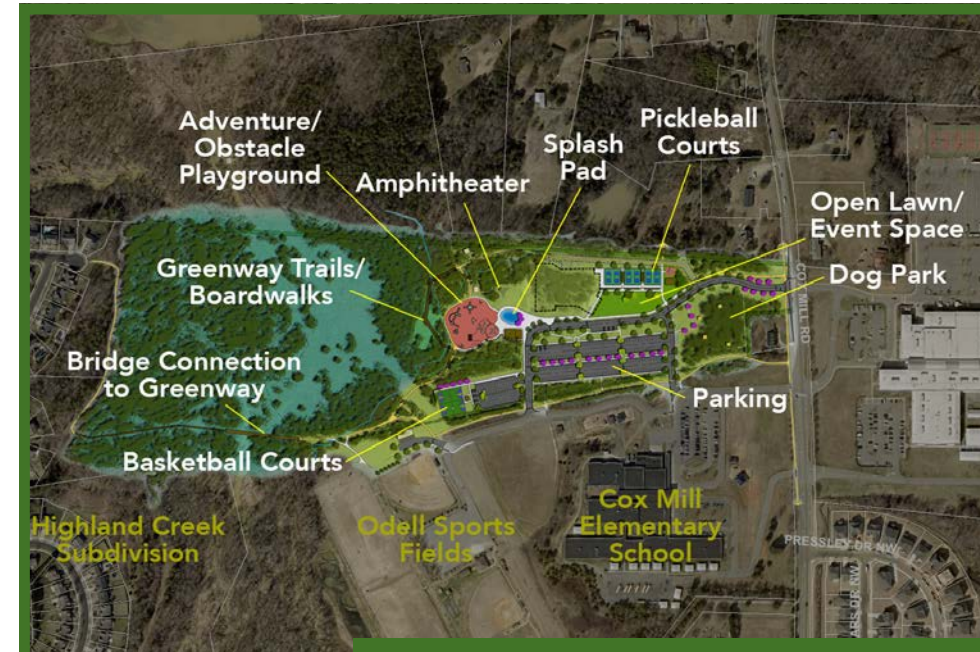 Adventure/
Obstacle
Playground
Amphitheater
Splash
Pad
Pickleball
Courts
Open Lawn/
Event Space
Dog Park
Greenway Trails/
Boardwalks
Bridge Connection
to Greenway
Basketball Courts
Parking
COX MILL RD
Highland Creek
Subdivision
Odell Sports
Fields
Cox Mill
Elementary
School
PRESSLEY DR NW